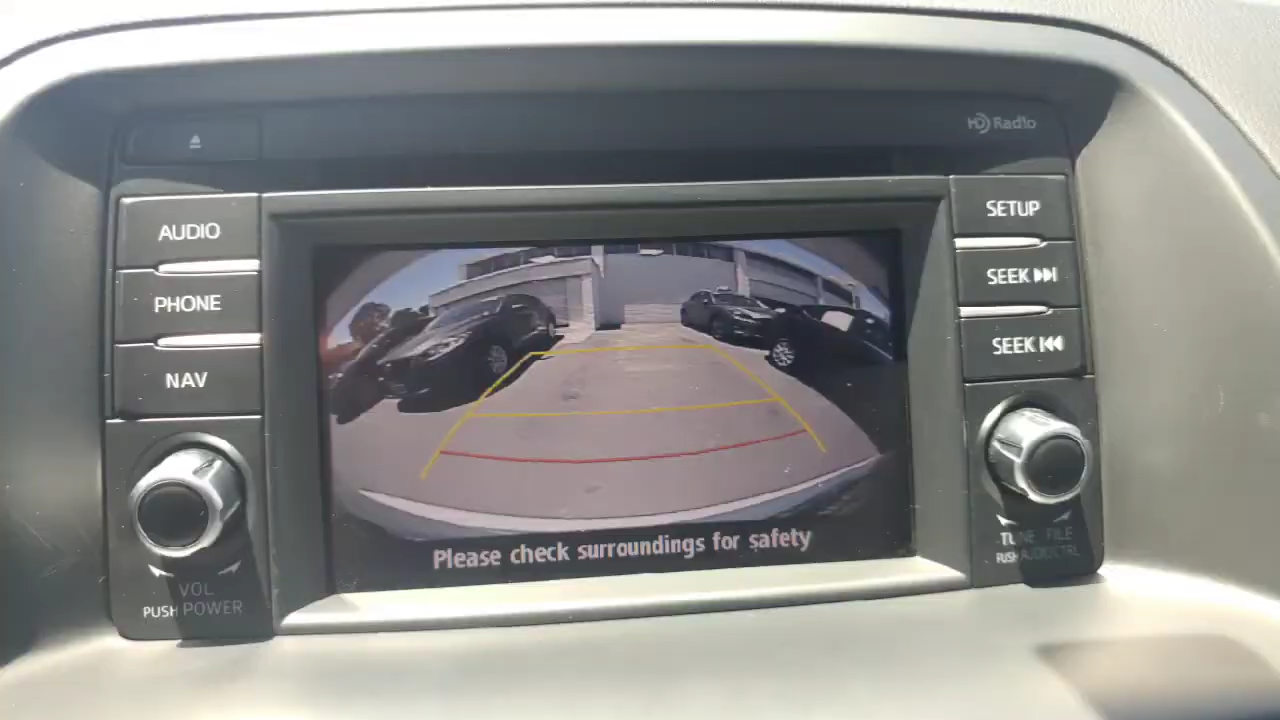 HD Radio
AUDIO
PHONE
NAV
VOL
PUSH POWER
SETUP
SEEK
SEEK
TUNE FILE
PUSH AUDIO CTRL
Please check surroundings for safety